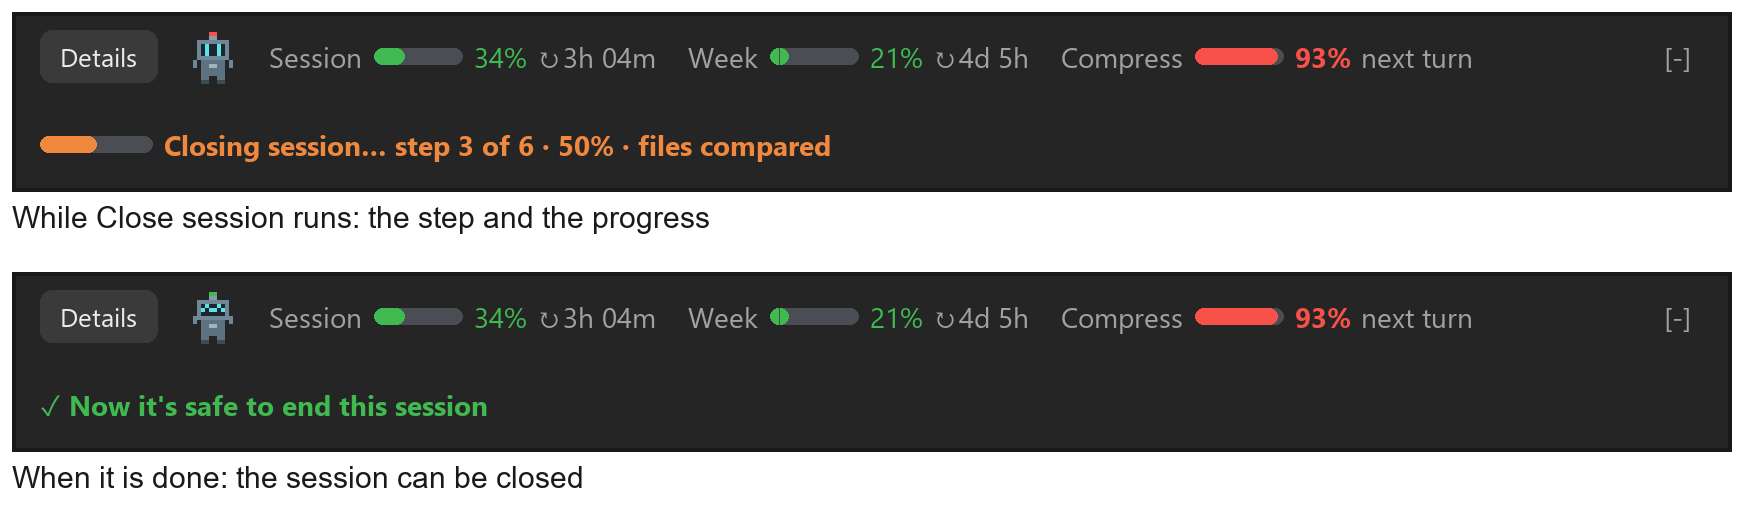 Details Session 34% ↻3h 04m Week 21% ↻4d 5h Compress 93% next turn [-]
Closing session... step 3 of 6 · 50% · files compared
While Close session runs: the step and the progress
Details Session 34% ↻3h 04m Week 21% ↻4d 5h Compress 93% next turn [-]
✓ Now it's safe to end this session
When it is done: the session can be closed